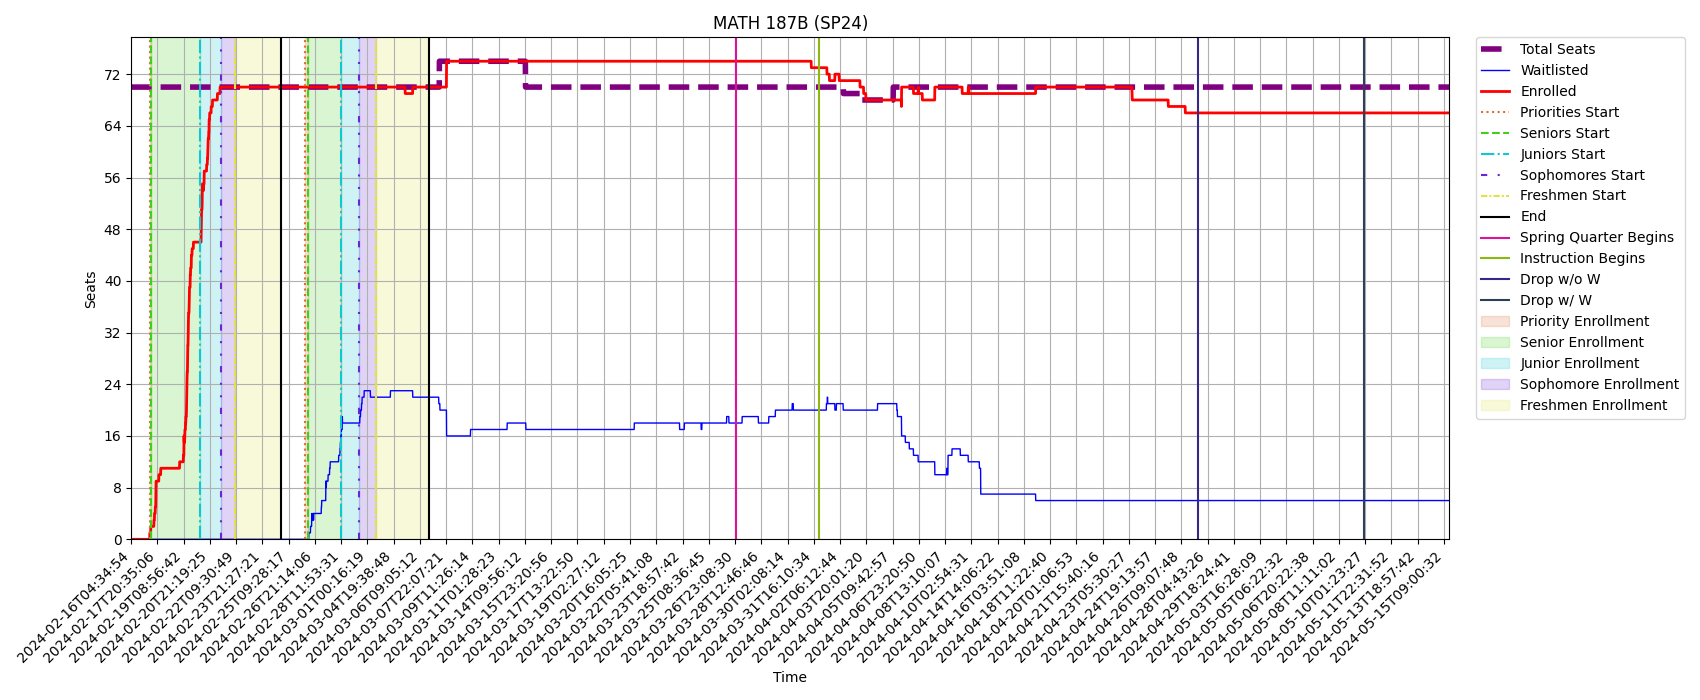 MATH 187B (SP24)
Seats
72
64
56
48
40
32
24
16
8
0
2024-02-16T04:34:54
2024-02-17T20:35:06
2024-02-19T08:56:42
2024-02-20T21:19:25
2024-02-22T09:30:49
2024-02-23T21:27:21
2024-02-25T09:28:17
2024-02-26T21:14:06
2024-02-28T11:53:31
2024-03-01T00:16:19
2024-03-04T19:38:48
2024-03-06T09:05:12
2024-03-07T22:07:21
2024-03-09T11:26:14
2024-03-11T01:28:23
2024-03-14T09:56:12
2024-03-15T23:20:56
2024-03-17T13:22:50
2024-03-19T02:27:12
2024-03-20T16:05:25
2024-03-22T05:41:08
2024-03-23T18:57:42
2024-03-25T08:36:45
2024-03-26T23:08:30
2024-03-28T12:46:46
2024-03-30T02:08:14
2024-03-31T16:10:34
2024-04-02T06:12:44
2024-04-03T20:01:20
2024-04-05T09:42:57
2024-04-06T23:20:50
2024-04-08T13:10:07
2024-04-10T02:54:31
2024-04-14T14:06:22
2024-04-16T03:51:08
2024-04-18T11:22:40
2024-04-20T01:06:53
2024-04-21T15:40:16
2024-04-23T05:30:27
2024-04-24T19:13:57
2024-04-26T09:07:48
2024-04-28T04:43:26
2024-04-29T18:24:41
2024-05-03T16:28:09
2024-05-05T06:22:32
2024-05-06T20:22:38
2024-05-08T11:11:02
2024-05-10T01:23:27
2024-05-11T22:31:52
2024-05-13T18:57:42
2024-05-15T09:00:32
Time
Total Seats
Waitlisted
Enrolled
Priorities Start
Seniors Start
Juniors Start
Sophomores Start
Freshmen Start
End
Spring Quarter Begins
Instruction Begins
Drop w/o W
Drop w/ W
Priority Enrollment
Senior Enrollment
Junior Enrollment
Sophomore Enrollment
Freshmen Enrollment